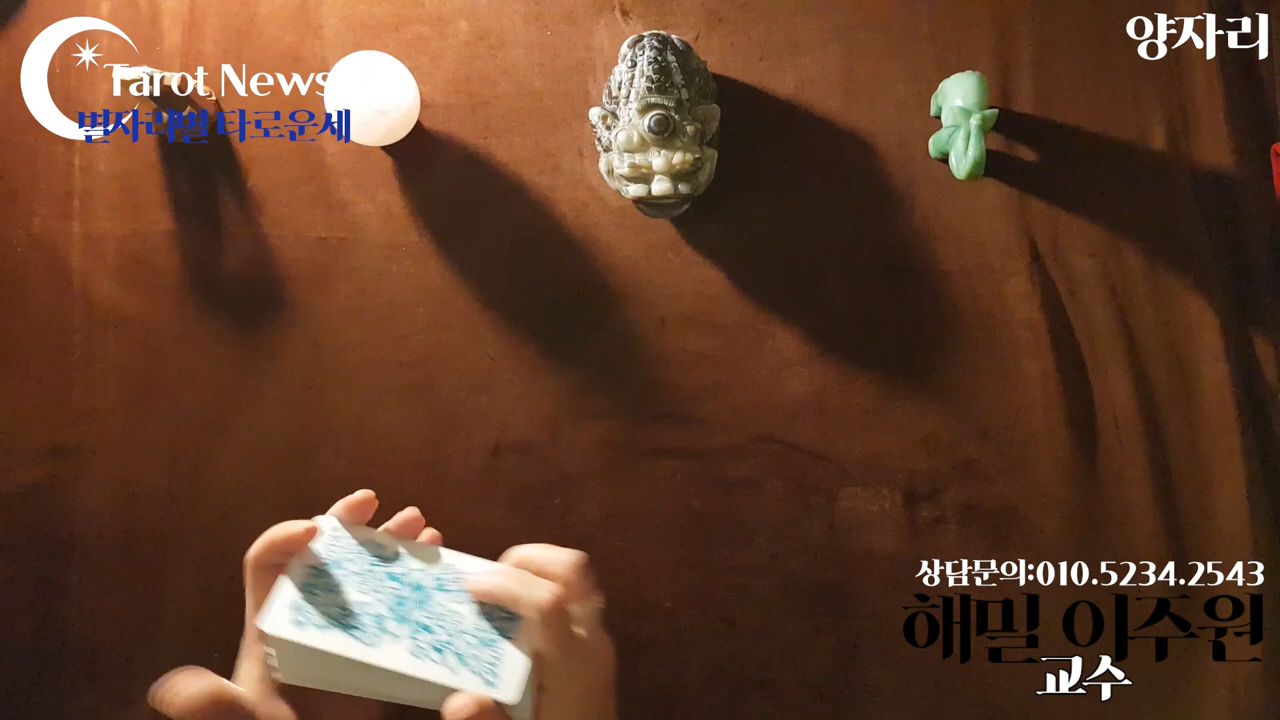 양자리
Tarot News
별자리별 타로운세
상담문의:010.5234.2543
해밀 이주원
교수